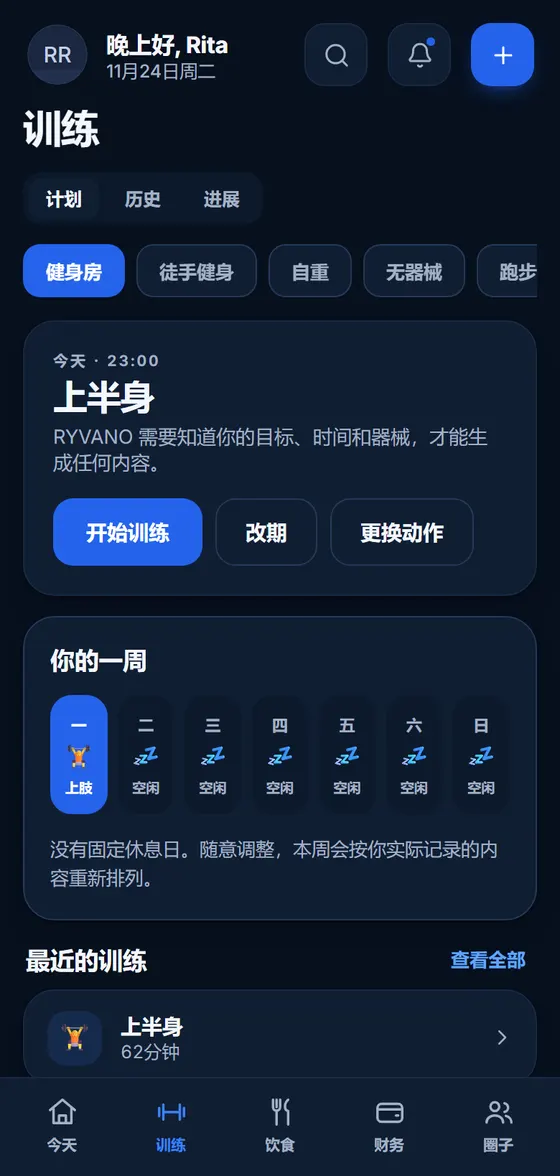 RR
晚上好, Rita
11月24日周二
训练
计划 历史 进展
健身房 徒手健身 自重 无器械 跑步
今天 · 23:00
上半身
RYVANO 需要知道你的目标、时间和器械，才能生
成任何内容。
开始训练 改期 更换动作
你的一周
一 二 三 四 五 六 日
上肢 空闲 空闲 空闲 空闲 空闲 空闲
没有固定休息日。随意调整，本周会按你实际记录的内
容重新排列。
最近的训练 查看全部
上半身
62分钟
今天 训练 饮食 财务 圈子